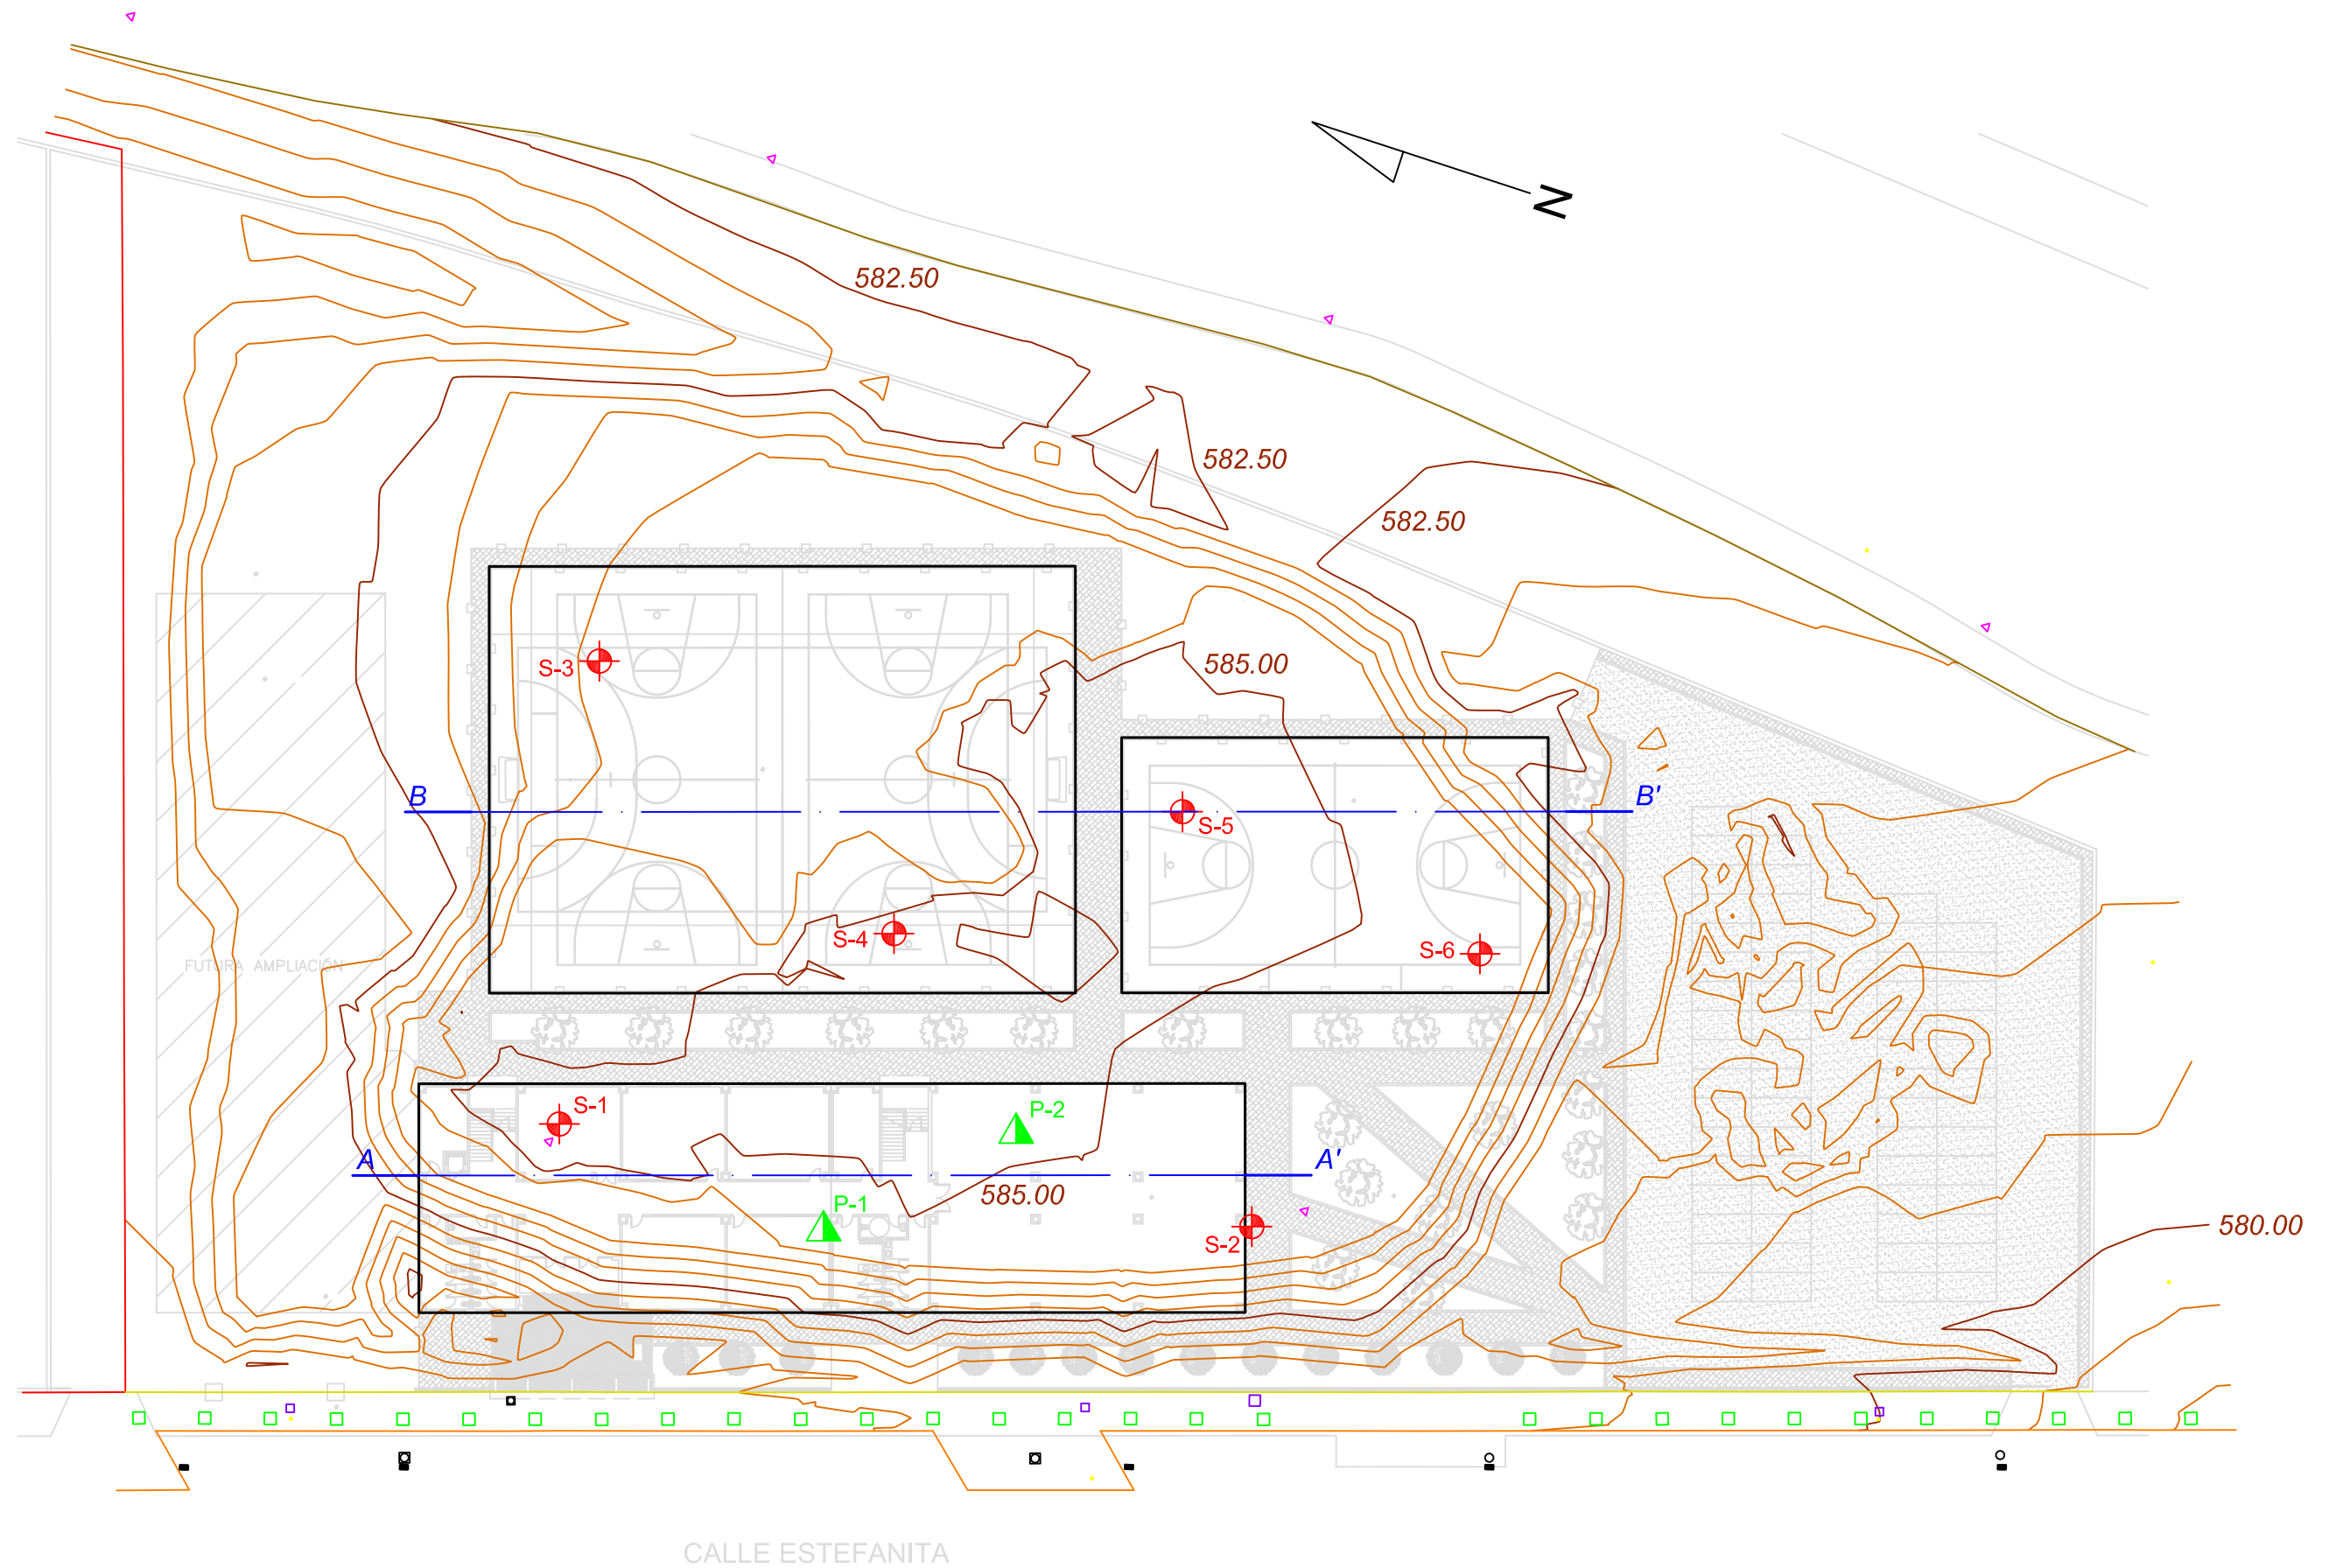 N
582.50
582.50
582.50
585.00
S-3
B
B'
S-5
S-4
S-6
FUTURA AMPLIACIÓN
S-1
P-2
A
A'
585.00
P-1
S-2
580.00
CALLE ESTEFANITA